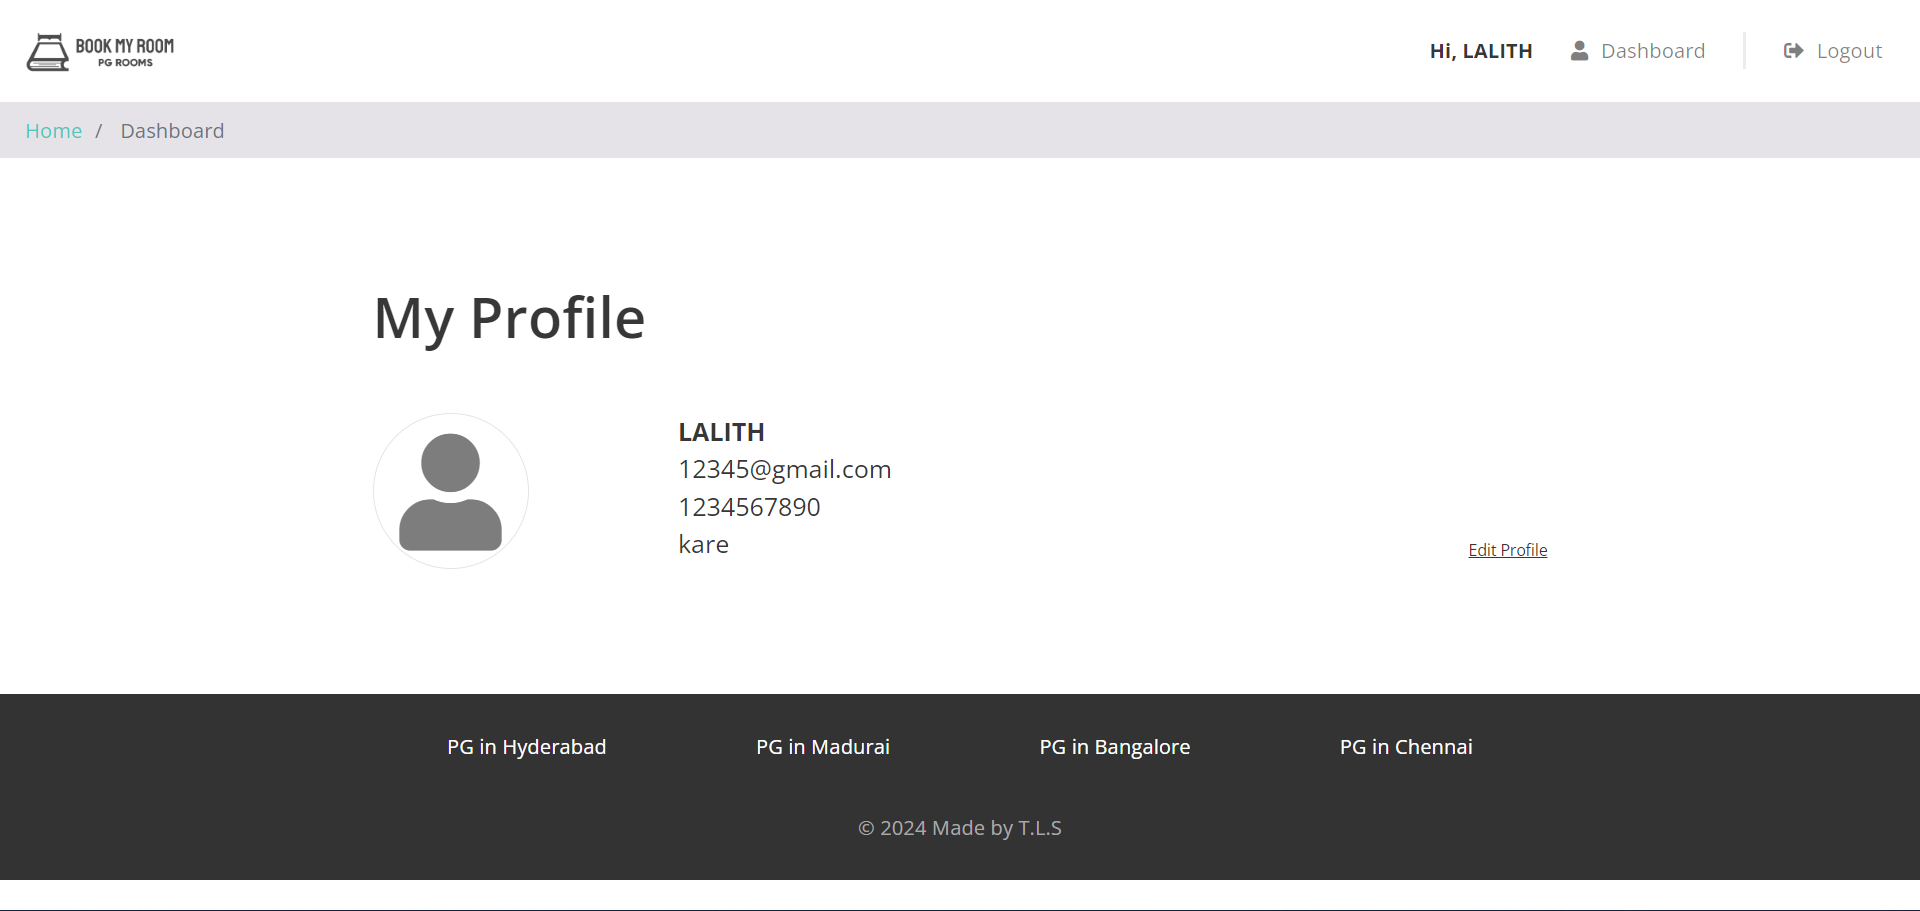 BOOK MY ROOM
PG ROOMS
Hi, LALITH
Dashboard
Logout
Home / Dashboard
My Profile
LALITH
12345@gmail.com
1234567890
kare
Edit Profile
PG in Hyderabad
PG in Madurai
PG in Bangalore
PG in Chennai
© 2024 Made by T.L.S